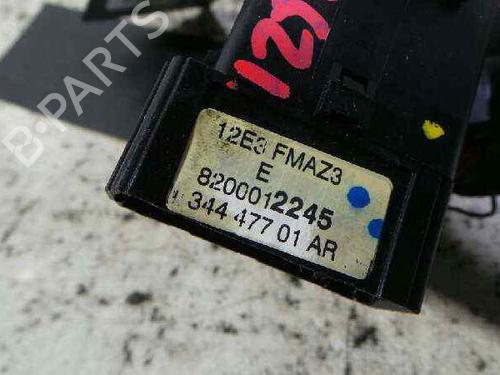 B-PARTS
12E3 FMAZ3
E
8200012245
344 477 01 AR